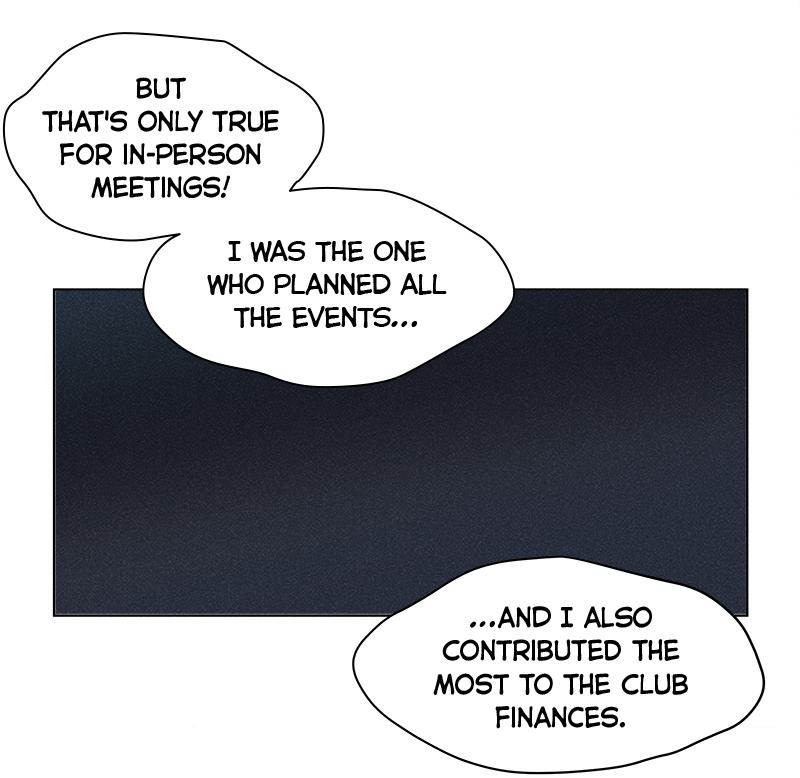 BUT
THAT'S ONLY TRUE
FOR IN-PERSON
MEETINGS!
I WAS THE ONE
WHO PLANNED ALL
THE EVENTS...
...AND I ALSO
CONTRIBUTED THE
MOST TO THE CLUB
FINANCES.